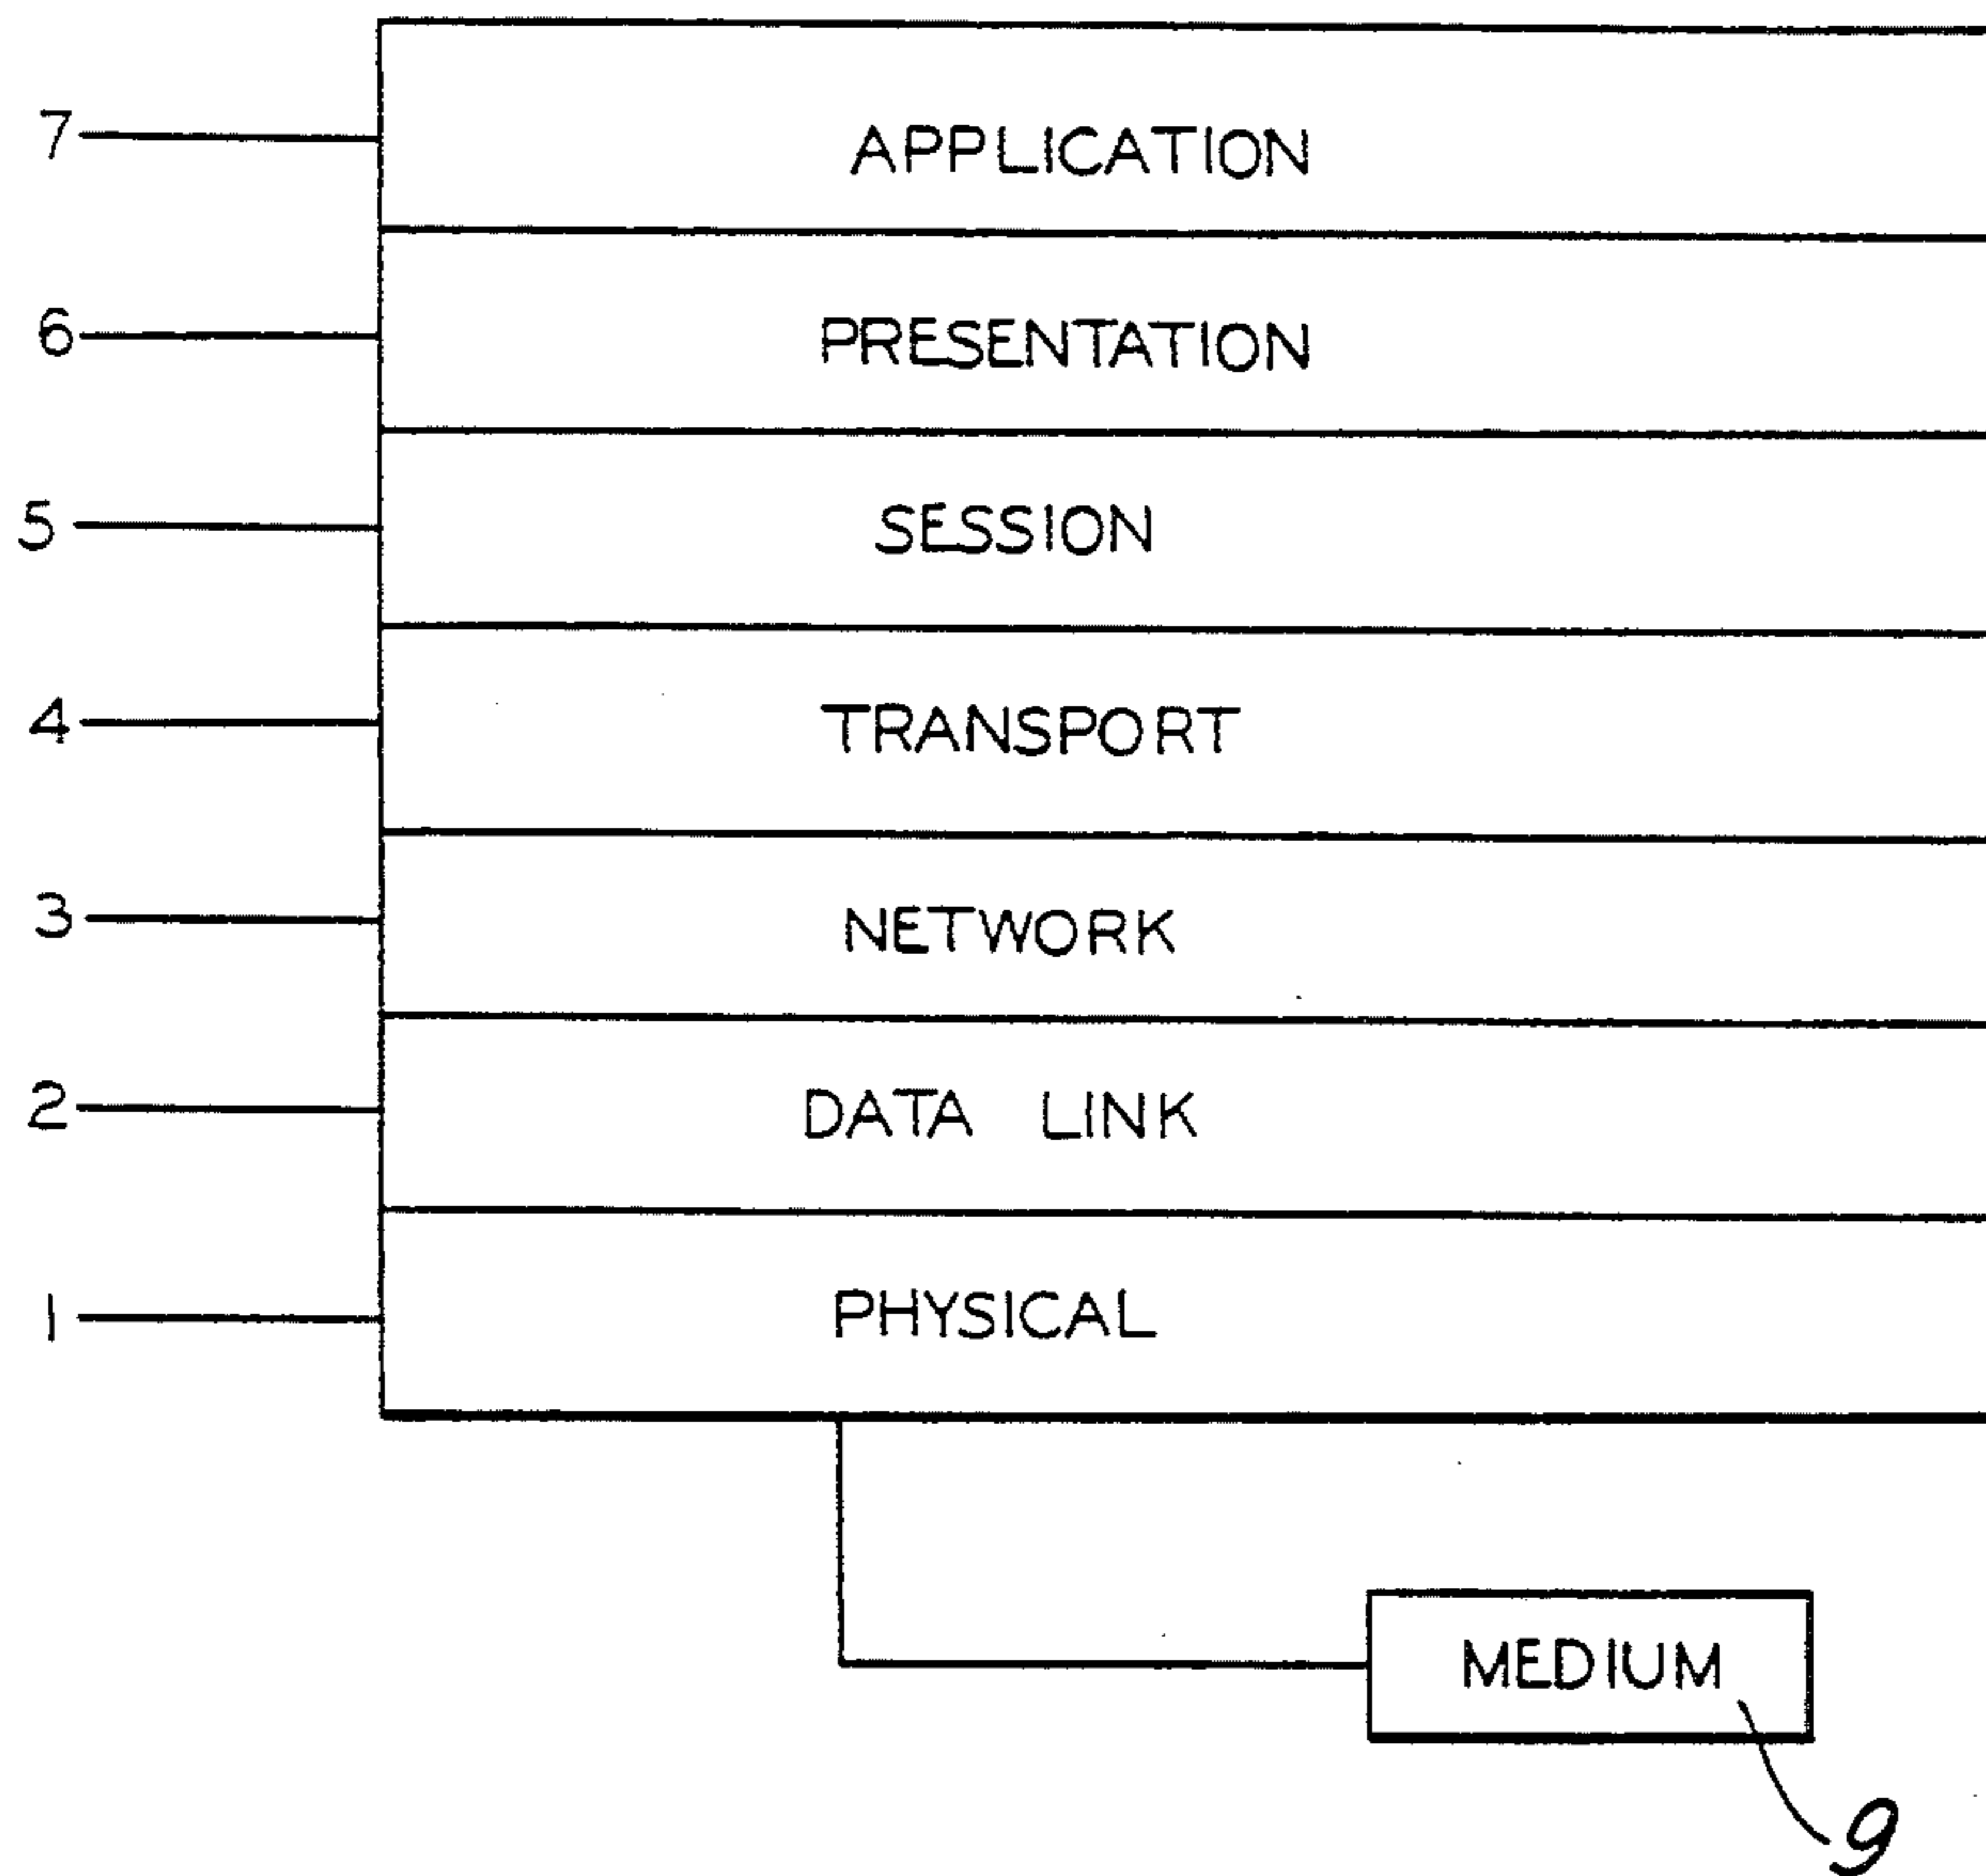 7 APPLICATION
6 PRESENTATION
5 SESSION
4 TRANSPORT
3 NETWORK
2 DATA LINK
1 PHYSICAL
MEDIUM
9